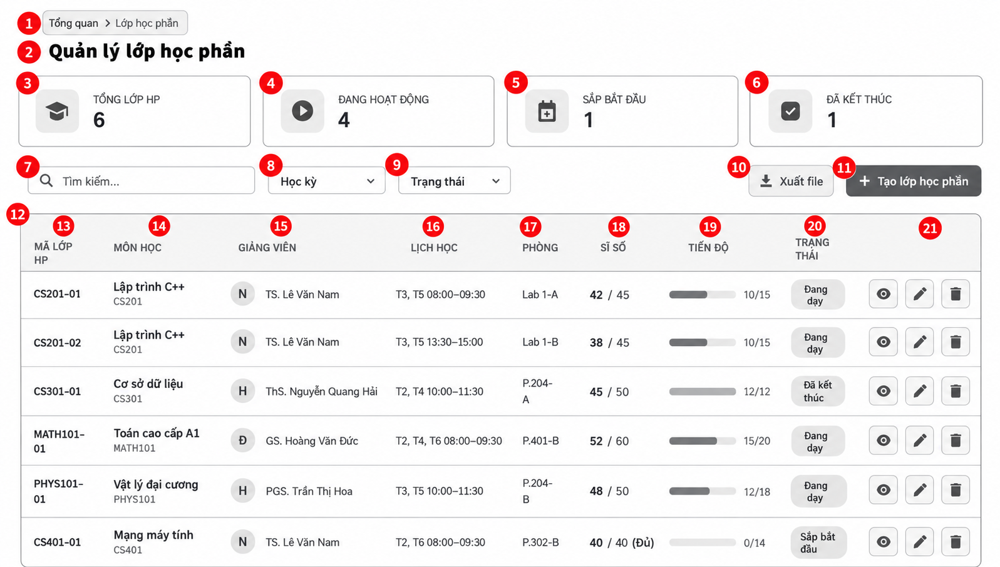 1 Tổng quan > Lớp học phần
2 Quản lý lớp học phần
3 TỔNG LỚP HP
6
4 ĐANG HOẠT ĐỘNG
4
5 SẮP BẮT ĐẦU
1
6 ĐÃ KẾT THÚC
1
7 Tìm kiếm...
8 Học kỳ
9 Trạng thái
10 Xuất file
11 + Tạo lớp học phần
12
13 14 15 16 17 18 19 20 21
MÃ LỚP HP MÔN HỌC GIẢNG VIÊN LỊCH HỌC PHÒNG SĨ SỐ TIẾN ĐỘ TRẠNG THÁI
CS201-01 Lập trình C++ CS201 N TS. Lê Văn Nam T3, T5 08:00–09:30 Lab 1-A 42 / 45 10/15 Đang dạy
CS201-02 Lập trình C++ CS201 N TS. Lê Văn Nam T3, T5 13:30–15:00 Lab 1-B 38 / 45 10/15 Đang dạy
CS301-01 Cơ sở dữ liệu CS301 H ThS. Nguyễn Quang Hải T2, T4 10:00–11:30 P.204-A 45 / 50 12/12 Đã kết thúc
MATH101-01 Toán cao cấp A1 MATH101 Đ GS. Hoàng Văn Đức T2, T4, T6 08:00–09:30 P.401-B 52 / 60 15/20 Đang dạy
PHYS101-01 Vật lý đại cương PHYS101 H PGS. Trần Thị Hoa T3, T5 10:00–11:30 P.204-B 48 / 50 12/18 Đang dạy
CS401-01 Mạng máy tính CS401 N TS. Lê Văn Nam T2, T6 08:00–09:30 P.302-B 40 / 40 (Đủ) 0/14 Sắp bắt đầu